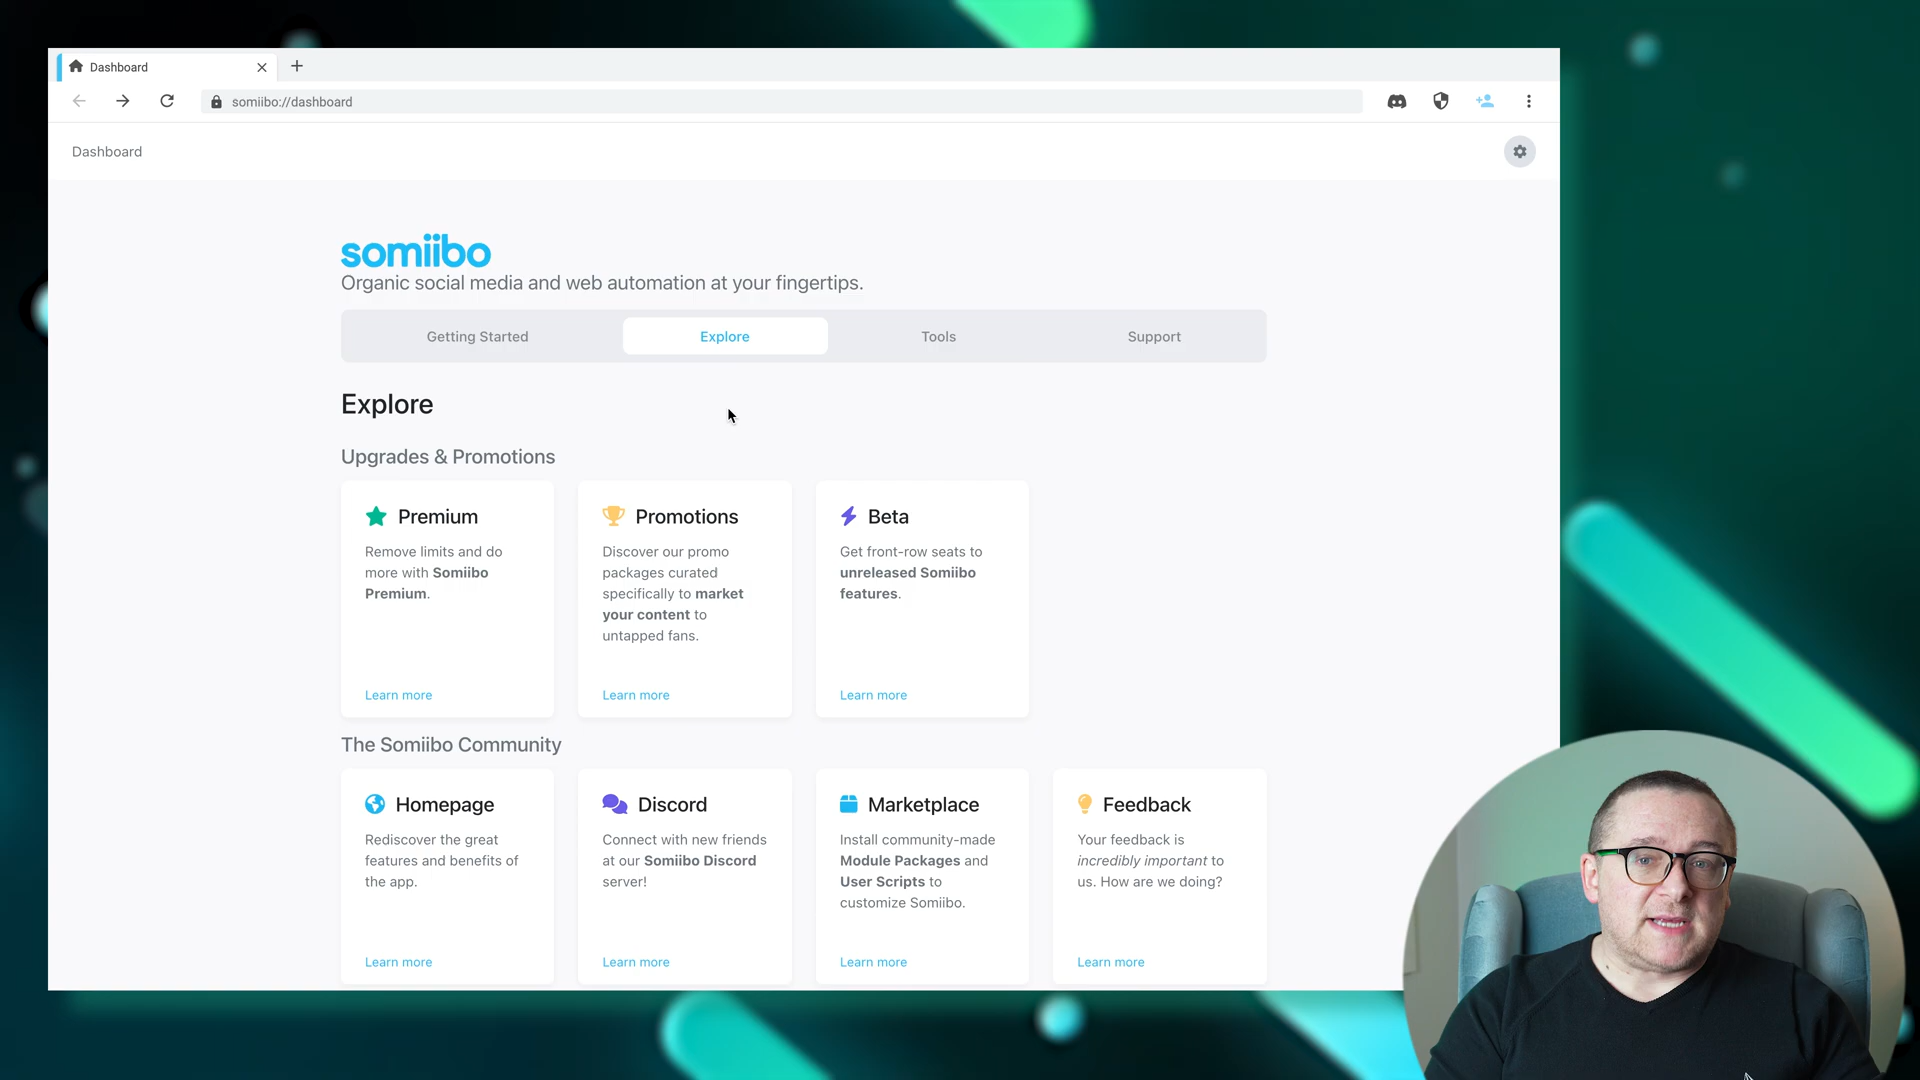 Dashboard
somiibo://dashboard
Dashboard
somiibo
Organic social media and web automation at your fingertips.
Getting Started
Explore
Tools
Support
Explore
Upgrades & Promotions
Premium
Remove limits and do
more with Somiibo
Premium.
Learn more
Promotions
Discover our promo
packages curated
specifically to market
your content to
untapped fans.
Learn more
Beta
Get front-row seats to
unreleased Somiibo
features.
Learn more
The Somiibo Community
Homepage
Rediscover the great
features and benefits of
the app.
Learn more
Discord
Connect with new friends
at our Somiibo Discord
server!
Learn more
Marketplace
Install community-made
Module Packages and
User Scripts to
customize Somiibo.
Learn more
Feedback
Your feedback is
incredibly important to
us. How are we doing?
Learn more